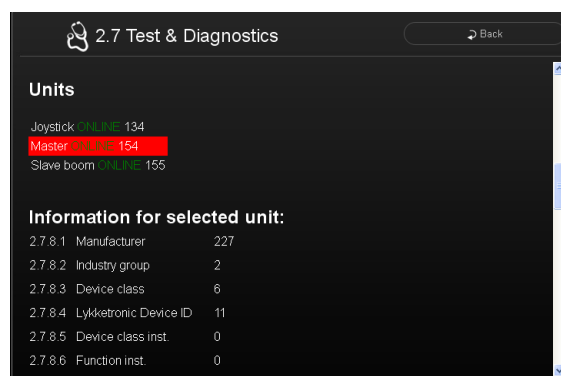 2.7 Test & Diagnostics
Back
Units
Joystick ONLINE 134
Master ONLINE 154
Slave boom ONLINE 155
Information for selected unit:
2.7.8.1 Manufacturer 227
2.7.8.2 Industry group 2
2.7.8.3 Device class 6
2.7.8.4 Lykketronic Device ID 11
2.7.8.5 Device class inst. 0
2.7.8.6 Function inst. 0